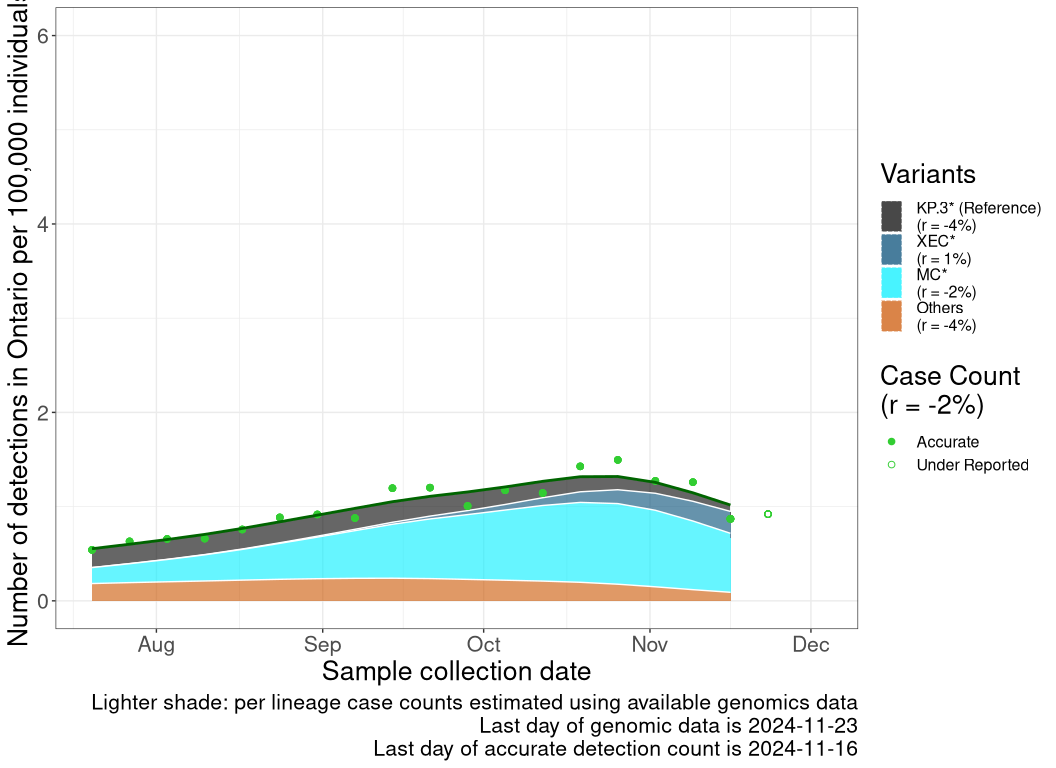 Number of detections in Ontario per 100,000 individuals
6
4
2
0
Aug
Sep
Oct
Nov
Dec
Sample collection date
Lighter shade: per lineage case counts estimated using available genomics data
Last day of genomic data is 2024-11-23
Last day of accurate detection count is 2024-11-16
Variants
KP.3* (Reference)
(r = -4%)
XEC*
(r = 1%)
MC*
(r = -2%)
Others
(r = -4%)
Case Count
(r = -2%)
Accurate
Under Reported